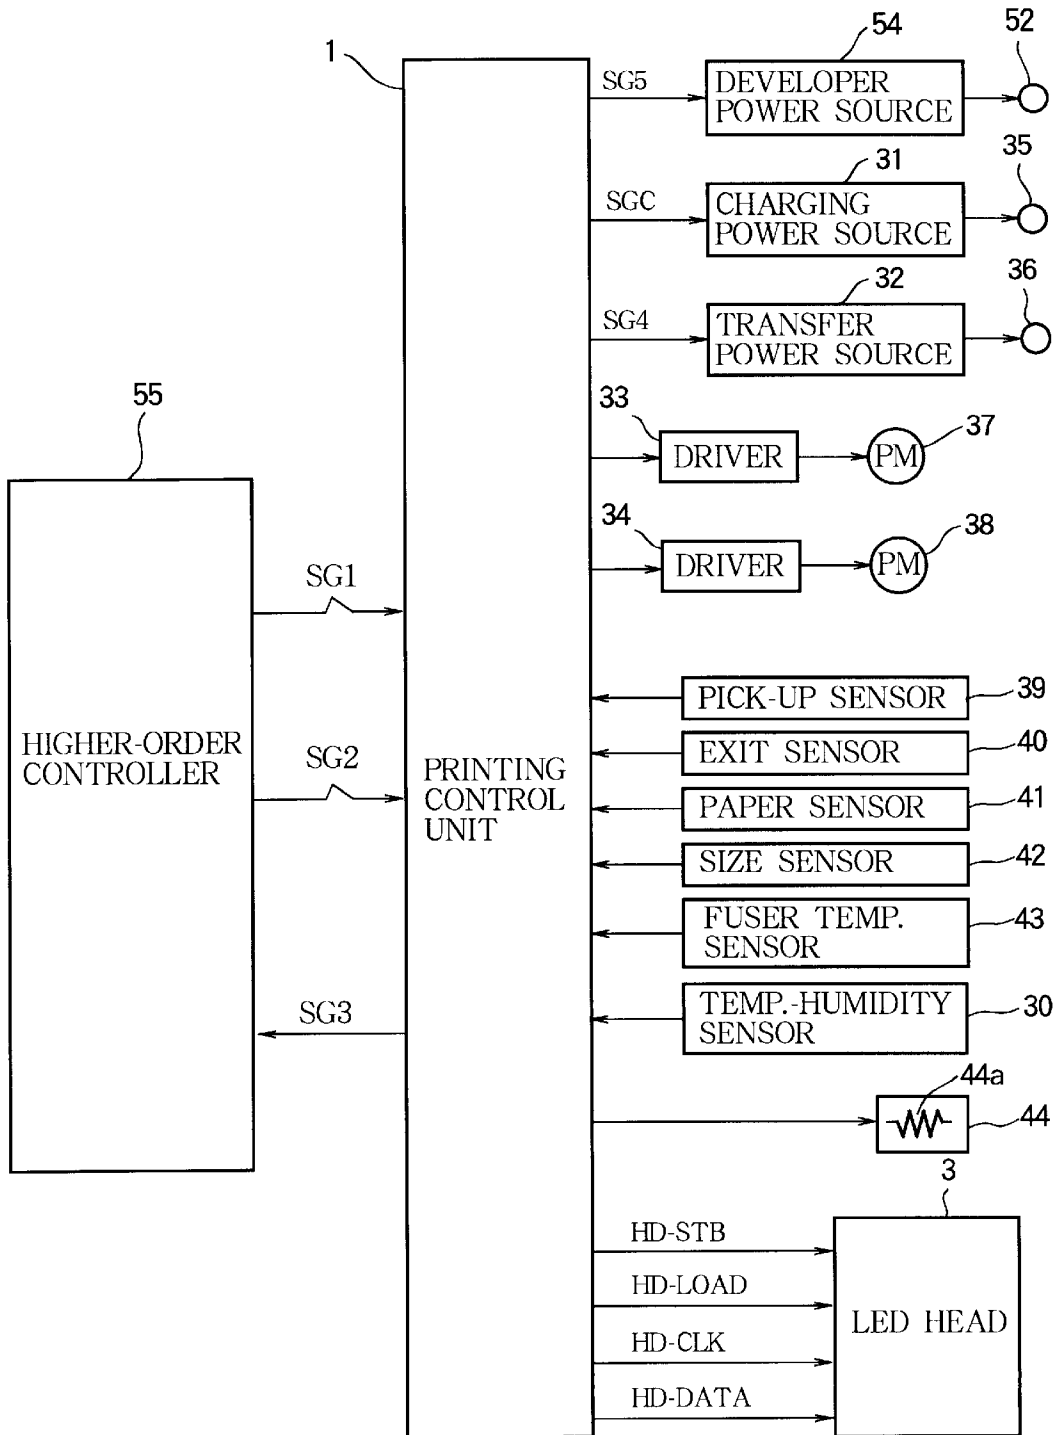 54
52
1
SG5
DEVELOPER
POWER SOURCE
31
35
SGC
CHARGING
POWER SOURCE
32
36
SG4
TRANSFER
POWER SOURCE
55
33
37
DRIVER
PM
34
38
DRIVER
PM
SG1
PICK-UP SENSOR
39
HIGHER-ORDER
CONTROLLER
SG2
PRINTING
CONTROL
UNIT
EXIT SENSOR
40
PAPER SENSOR
41
SIZE SENSOR
42
FUSER TEMP.
SENSOR
43
SG3
TEMP.-HUMIDITY
SENSOR
30
44a
44
3
HD-STB
HD-LOAD
LED HEAD
HD-CLK
HD-DATA